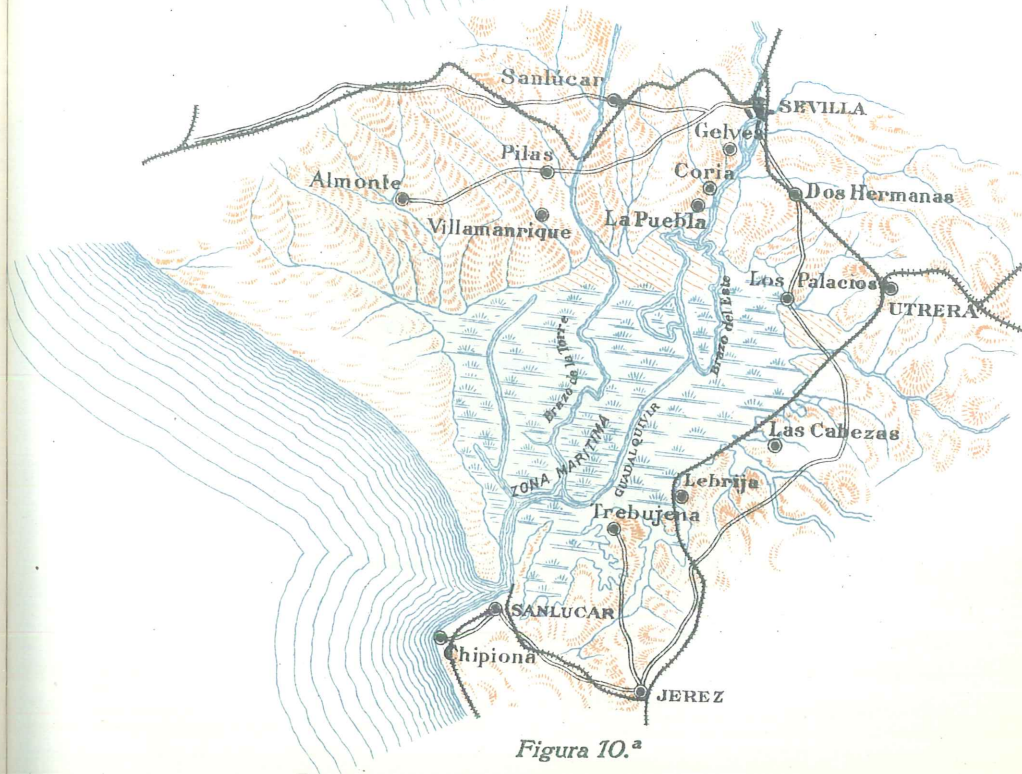 Sanlúcar
SEVILLA
Gelves
Pilas
Coria
Almonte
Dos Hermanas
Villamanrique
La Puebla
Los Palacios
UTRERA
Brazo del Este
Brazo de la Torre
GUADALQUIVIR
ZONA MARITIMA
Las Cabezas
Lebrija
Trebujena
SANLUCAR
Chipiona
JEREZ
Figura 10.ª